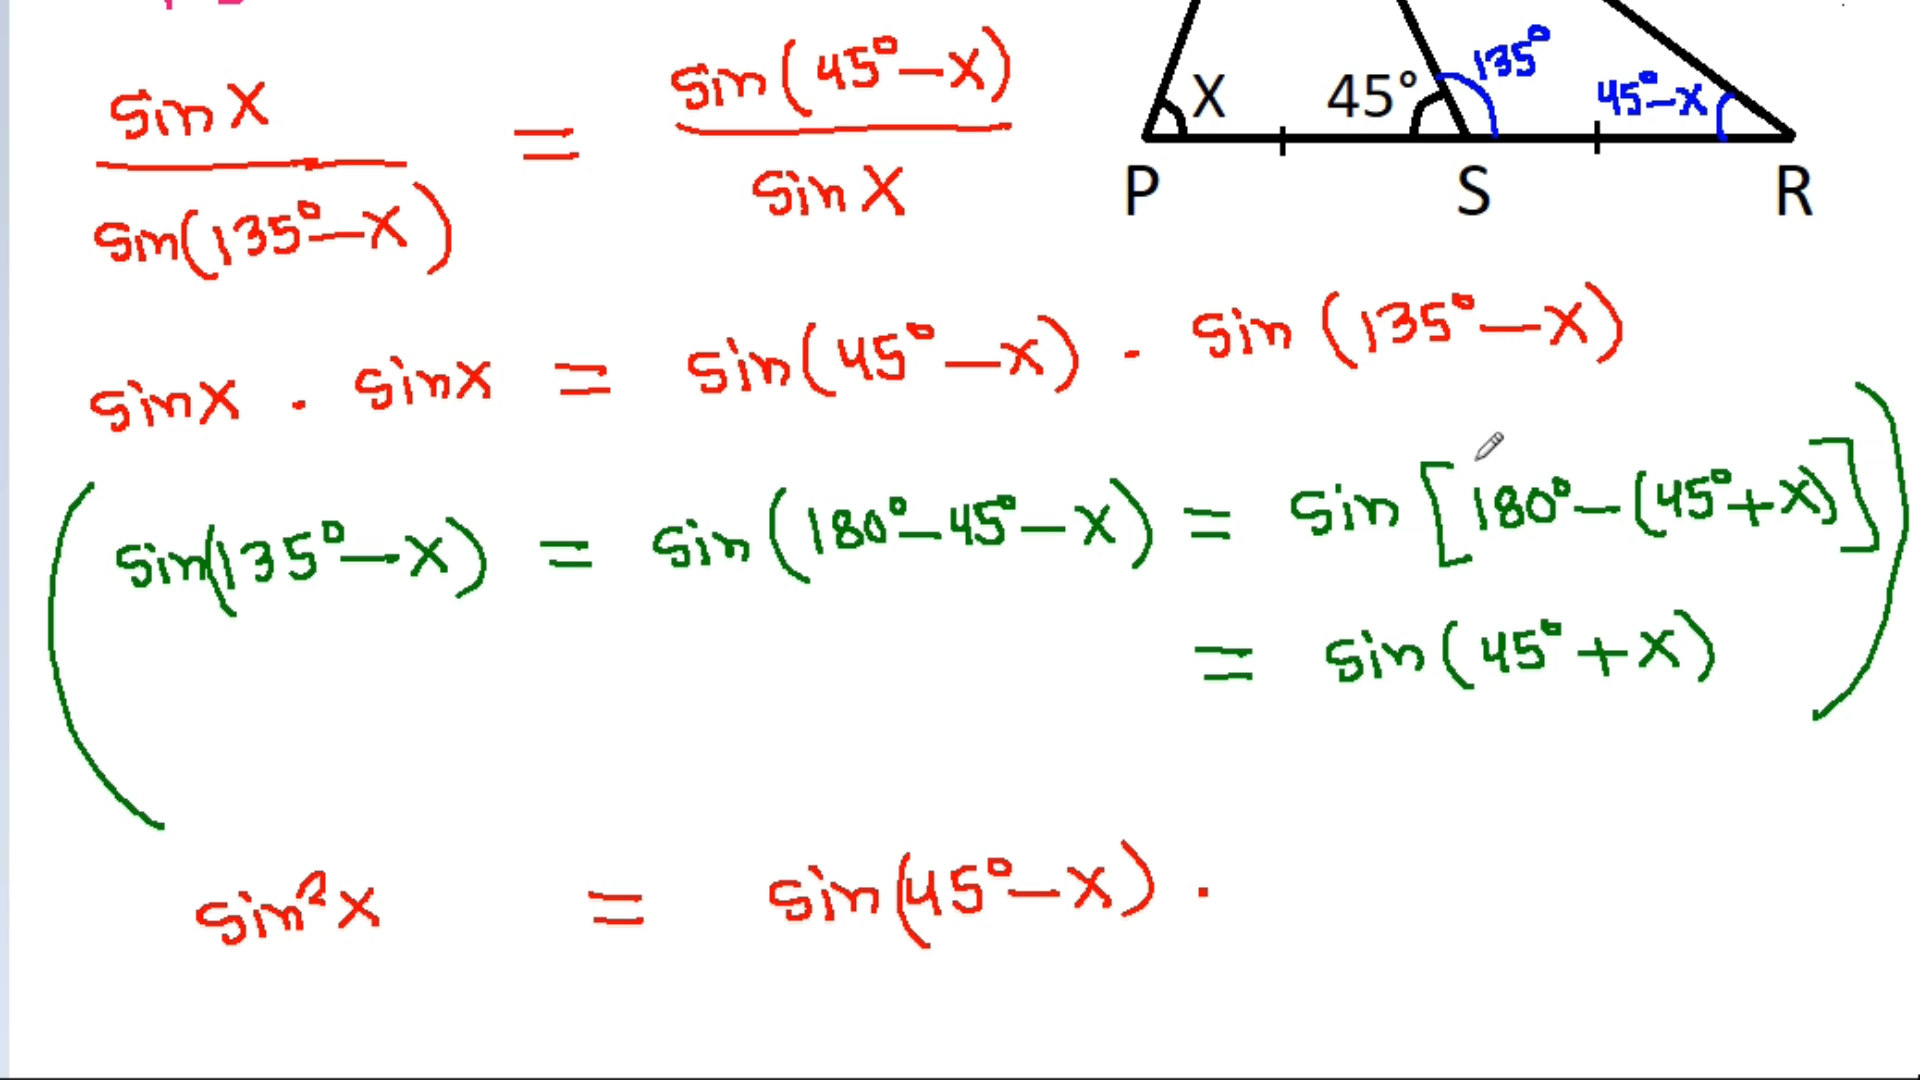 sin X / sin(135° – X) = sin(45° – X) / sin X
X 45° 135° 45° – X
P S R
sin X . sin X = sin(45° – X) . sin(135° – X)
(sin(135° – X) = sin(180° – 45° – X) = sin[180° – (45° + X)]
= sin(45° + X))
sin² X = sin(45° – X) .